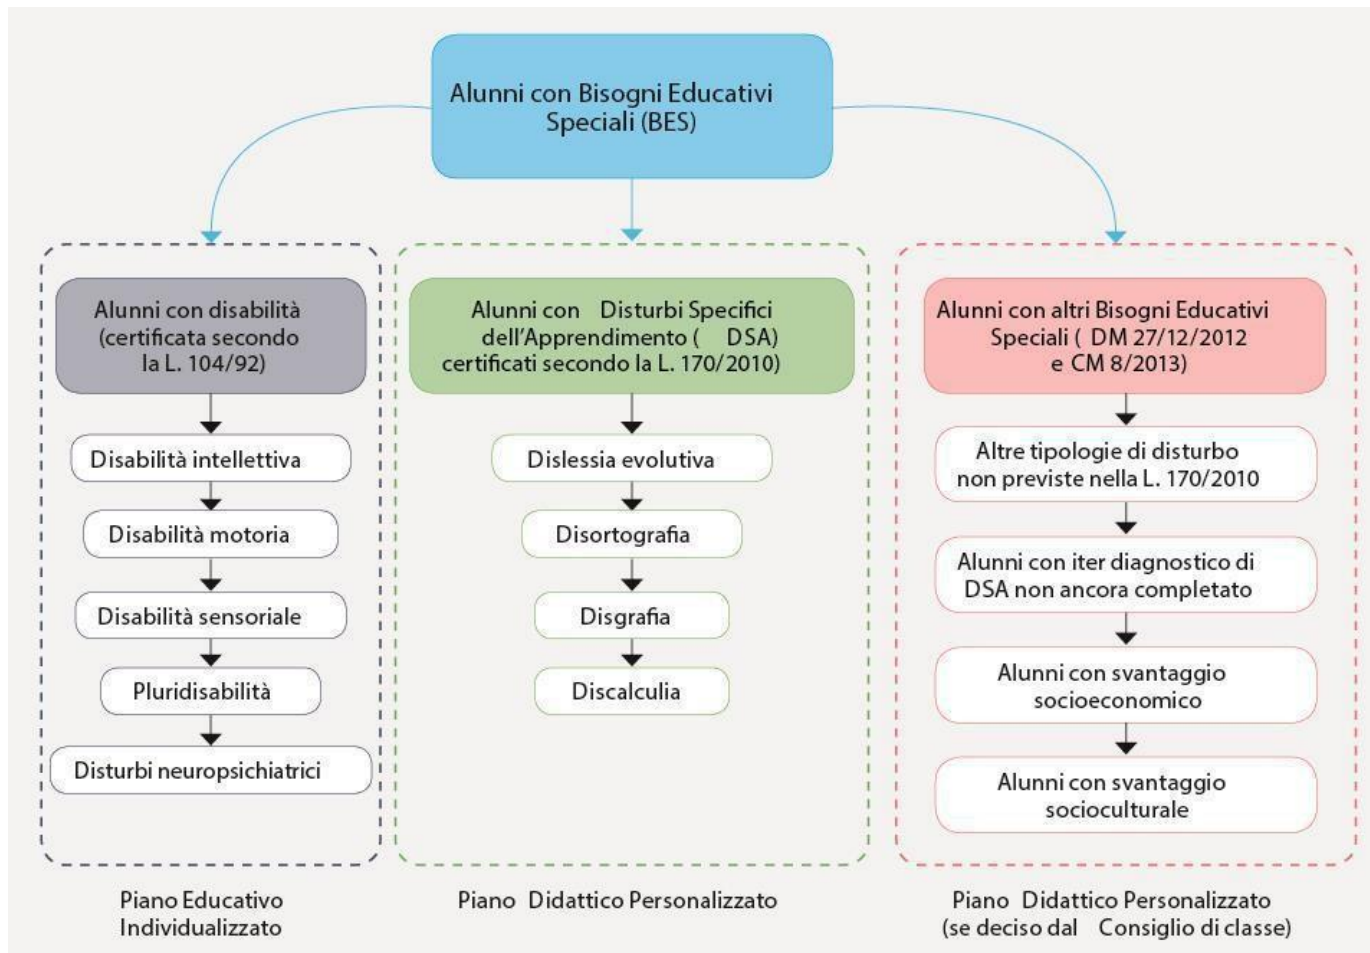 Alunni con Bisogni Educativi
Speciali (BES)
Alunni con disabilità
(certificata secondo
la L. 104/92)
Disabilità intellettiva
Disabilità motoria
Disabilità sensoriale
Pluridisabilità
Disturbi neuropsichiatrici
Piano Educativo
Individualizzato
Alunni con Disturbi Specifici
dell'Apprendimento ( DSA)
certificati secondo la L. 170/2010)
Dislessia evolutiva
Disortografia
Disgrafia
Discalculia
Piano Didattico Personalizzato
Alunni con altri Bisogni Educativi
Speciali ( DM 27/12/2012
e CM 8/2013)
Altre tipologie di disturbo
non previste nella L. 170/2010
Alunni con iter diagnostico di
DSA non ancora completato
Alunni con svantaggio
socioeconomico
Alunni con svantaggio
socioculturale
Piano Didattico Personalizzato
(se deciso dal Consiglio di classe)